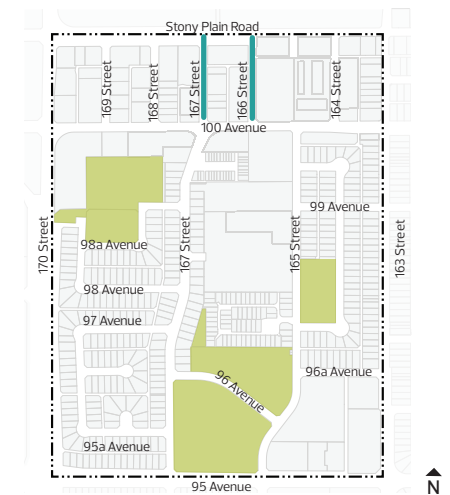 Stony Plain Road
169 Street
168 Street
167 Street
166 Street
164 Street
100 Avenue
99 Avenue
170 Street
98a Avenue
167 Street
165 Street
163 Street
98 Avenue
97 Avenue
96 Avenue
96a Avenue
95a Avenue
95 Avenue
N